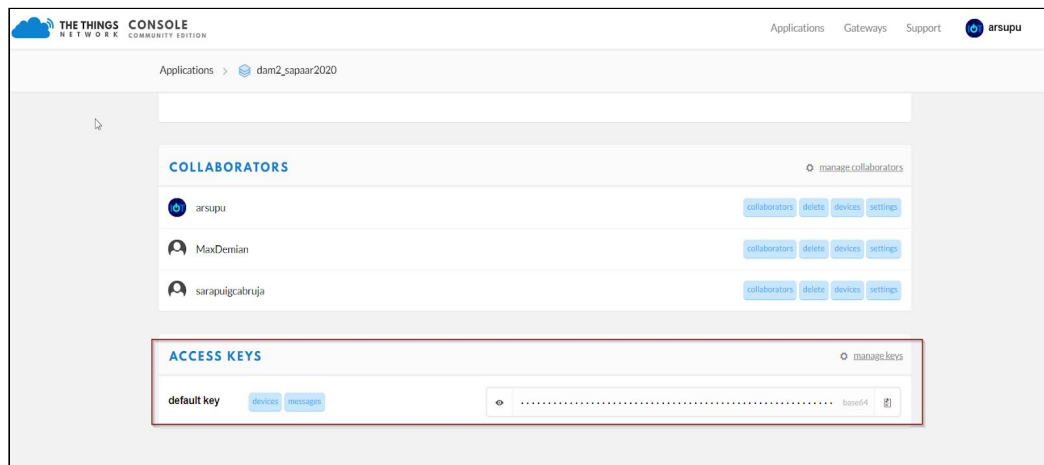 THE THINGS NETWORK CONSOLE COMMUNITY EDITION
Applications Gateways Support arsupu
Applications > dam2_sapaar2020
COLLABORATORS manage collaborators
arsupu collaborators delete devices settings
MaxDemian collaborators delete devices settings
sarapuigcabruja collaborators delete devices settings
ACCESS KEYS manage keys
default key devices messages base64